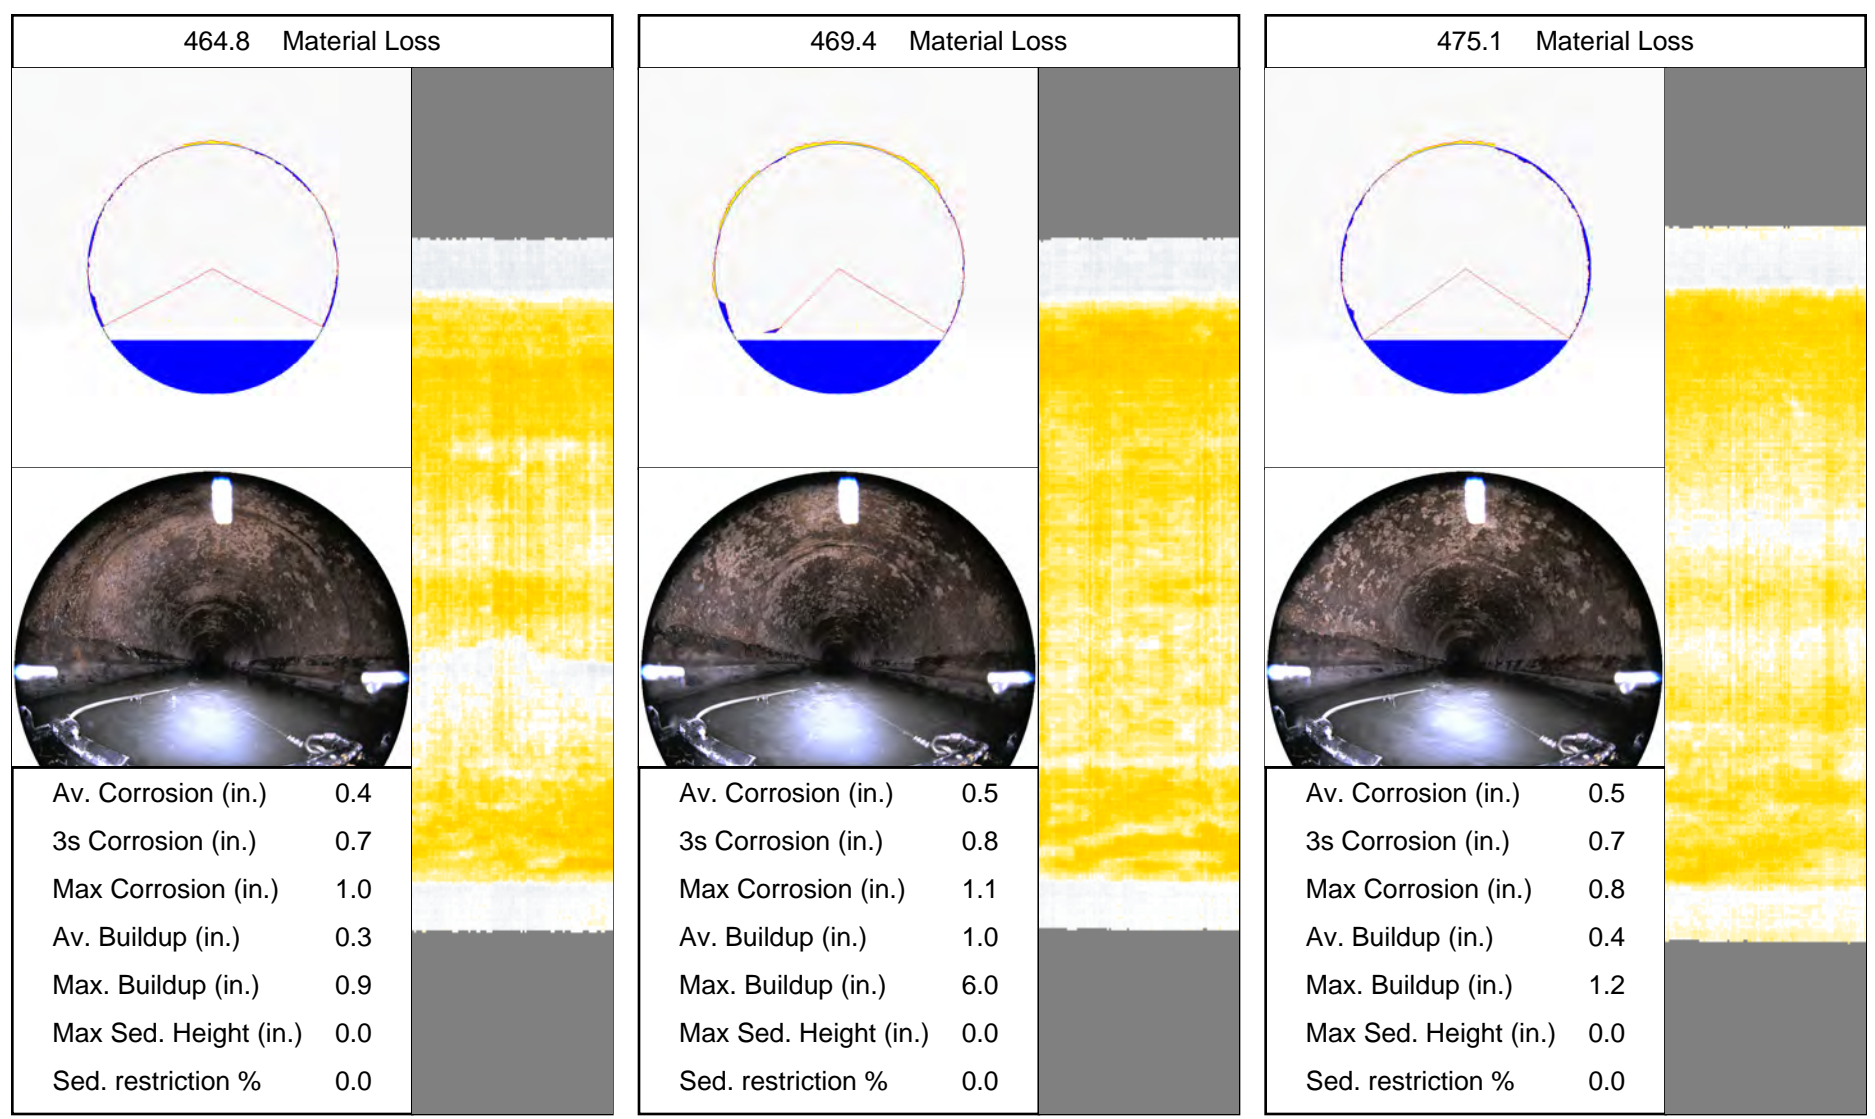 464.8 Material Loss
Av. Corrosion (in.) 0.4
3s Corrosion (in.) 0.7
Max Corrosion (in.) 1.0
Av. Buildup (in.) 0.3
Max. Buildup (in.) 0.9
Max Sed. Height (in.) 0.0
Sed. restriction % 0.0
469.4 Material Loss
Av. Corrosion (in.) 0.5
3s Corrosion (in.) 0.8
Max Corrosion (in.) 1.1
Av. Buildup (in.) 1.0
Max. Buildup (in.) 6.0
Max Sed. Height (in.) 0.0
Sed. restriction % 0.0
475.1 Material Loss
Av. Corrosion (in.) 0.5
3s Corrosion (in.) 0.7
Max Corrosion (in.) 0.8
Av. Buildup (in.) 0.4
Max. Buildup (in.) 1.2
Max Sed. Height (in.) 0.0
Sed. restriction % 0.0